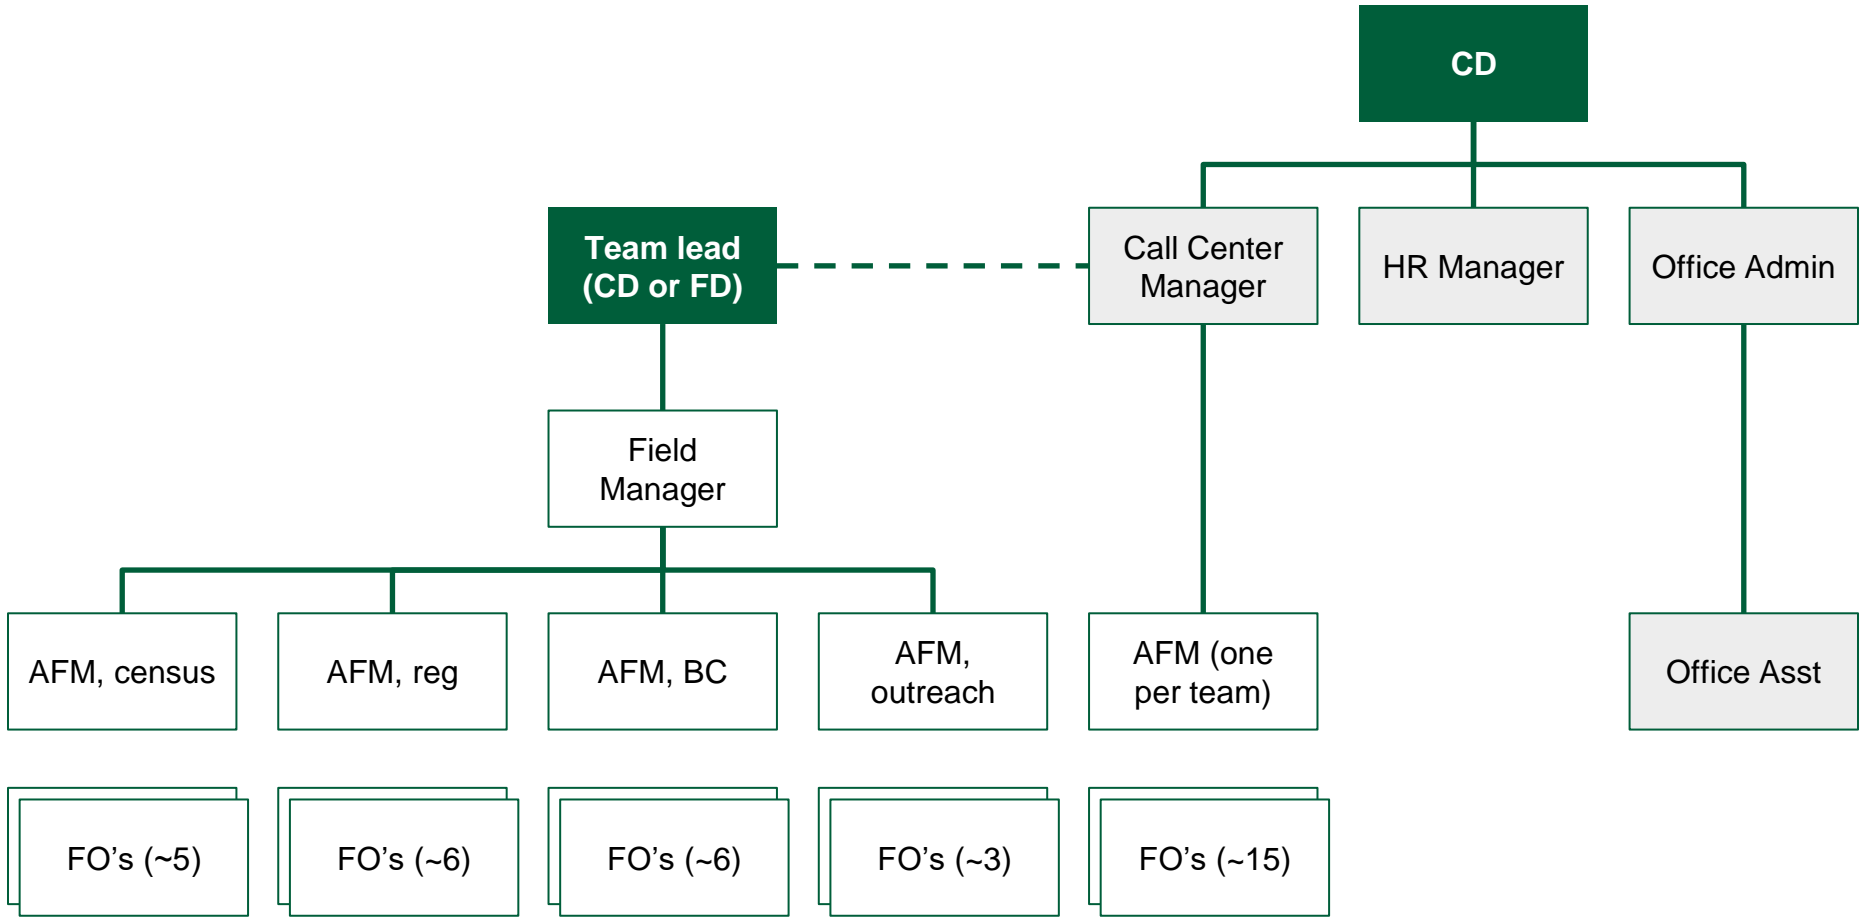 CD
Team lead
(CD or FD)
Call Center
Manager
HR Manager
Office Admin
Field
Manager
AFM, census
AFM, reg
AFM, BC
AFM,
outreach
AFM (one
per team)
Office Asst
FO’s (~5)
FO’s (~6)
FO’s (~6)
FO’s (~3)
FO’s (~15)